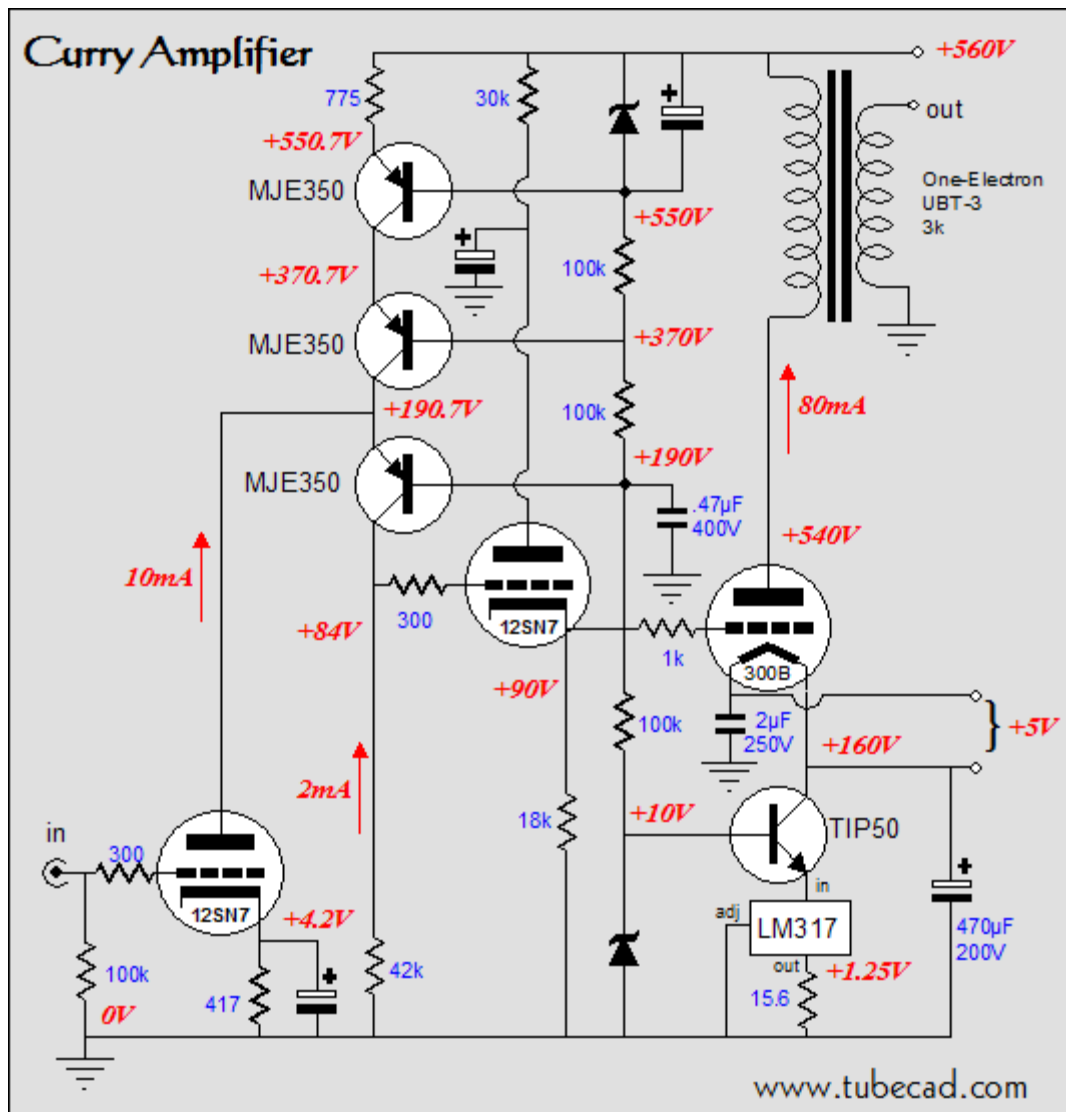 Curry Amplifier
+560V
775
30k
+
out
+550.7V
MJE350
One-Electron
UBT-3
3k
+550V
+
100k
+370.7V
MJE350
+370V
+190.7V
100k
80mA
MJE350
+190V
.47µF
400V
+540V
10mA
300
12SN7
+84V
1k
300B
+90V
100k
2µF
250V
+5V
+160V
2mA
18k
+10V
TIP50
in
300
in
+
12SN7
+4.2V
adj
LM317
470µF
200V
out
+1.25V
100k
+
42k
0V
417
15.6
www.tubecad.com